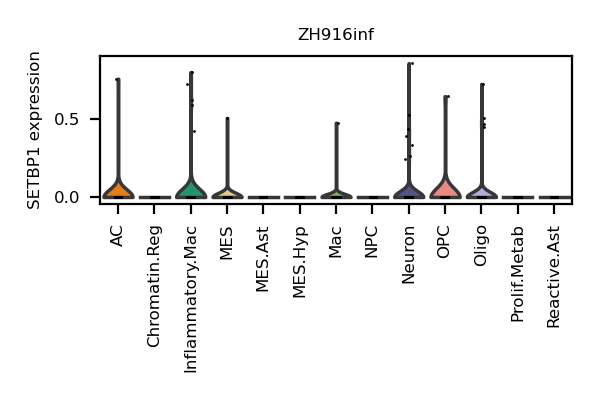 ZH916inf
SETBP1 expression
0.5
0.0
AC
Chromatin.Reg
Inflammatory.Mac
MES
MES.Ast
MES.Hyp
Mac
NPC
Neuron
OPC
Oligo
Prolif.Metab
Reactive.Ast